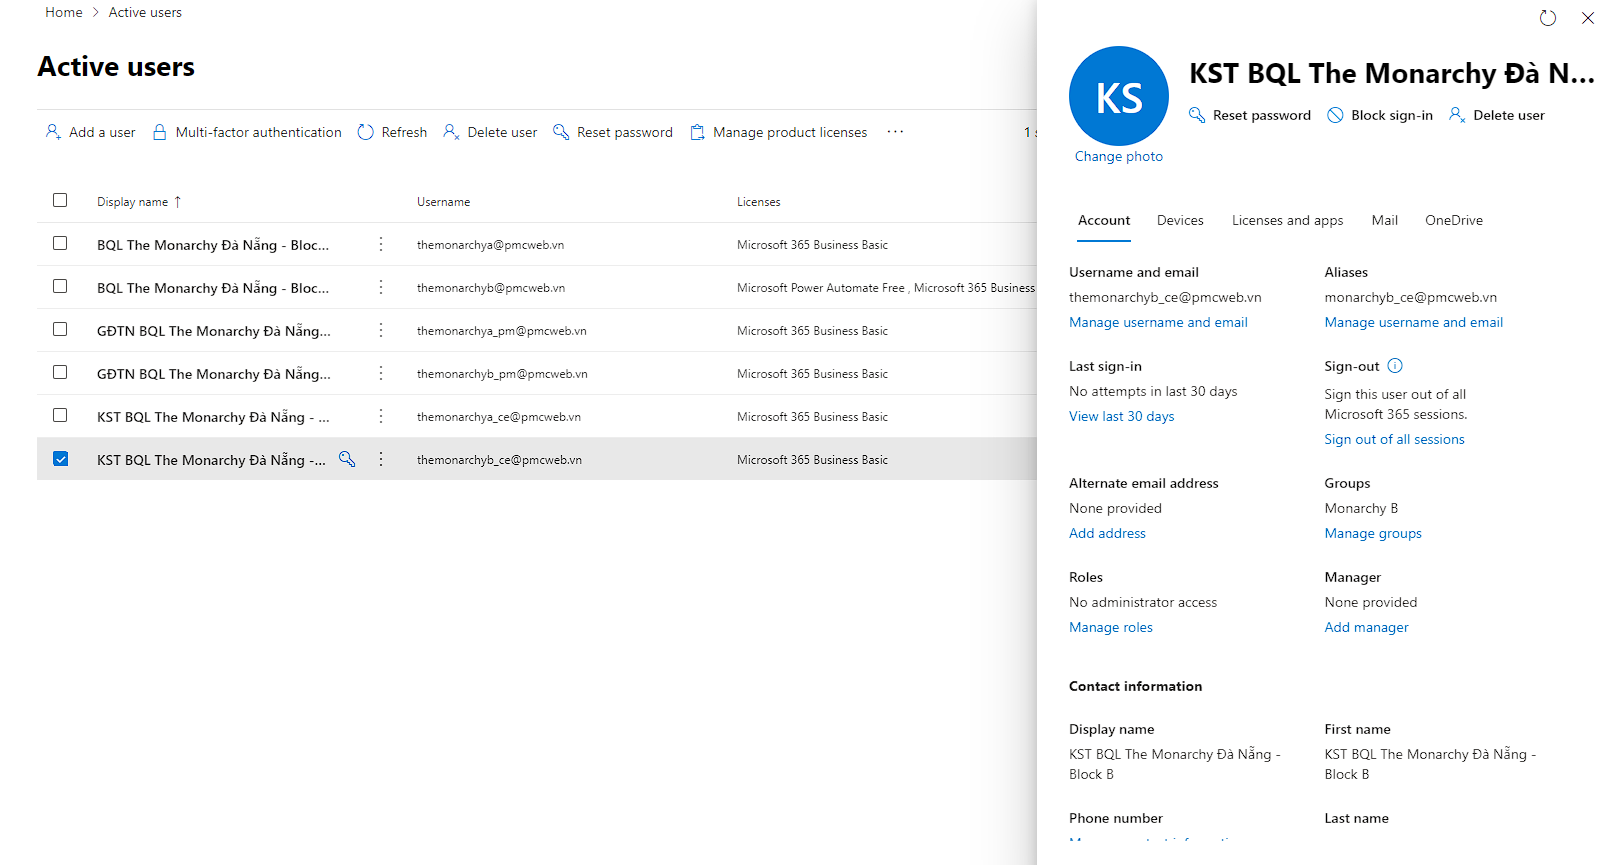 Home > Active users
Active users
Add a user Multi-factor authentication Refresh Delete user Reset password Manage product licenses ··· 1
Display name ↑ Username Licenses
BQL The Monarchy Đà Nẵng - Bloc... themonarchya@pmcweb.vn Microsoft 365 Business Basic
BQL The Monarchy Đà Nẵng - Bloc... themonarchyb@pmcweb.vn Microsoft Power Automate Free , Microsoft 365 Business
GĐTN BQL The Monarchy Đà Nẵng... themonarchya_pm@pmcweb.vn Microsoft 365 Business Basic
GĐTN BQL The Monarchy Đà Nẵng... themonarchyb_pm@pmcweb.vn Microsoft 365 Business Basic
KST BQL The Monarchy Đà Nẵng - ... themonarchya_ce@pmcweb.vn Microsoft 365 Business Basic
KST BQL The Monarchy Đà Nẵng -... themonarchyb_ce@pmcweb.vn Microsoft 365 Business Basic
KS
Change photo
KST BQL The Monarchy Đà N...
Reset password Block sign-in Delete user
Account Devices Licenses and apps Mail OneDrive
Username and email
themonarchyb_ce@pmcweb.vn
Manage username and email
Aliases
monarchyb_ce@pmcweb.vn
Manage username and email
Last sign-in
No attempts in last 30 days
View last 30 days
Sign-out
Sign this user out of all
Microsoft 365 sessions.
Sign out of all sessions
Alternate email address
None provided
Add address
Groups
Monarchy B
Manage groups
Roles
No administrator access
Manage roles
Manager
None provided
Add manager
Contact information
Display name
KST BQL The Monarchy Đà Nẵng -
Block B
First name
KST BQL The Monarchy Đà Nẵng -
Block B
Phone number
Last name